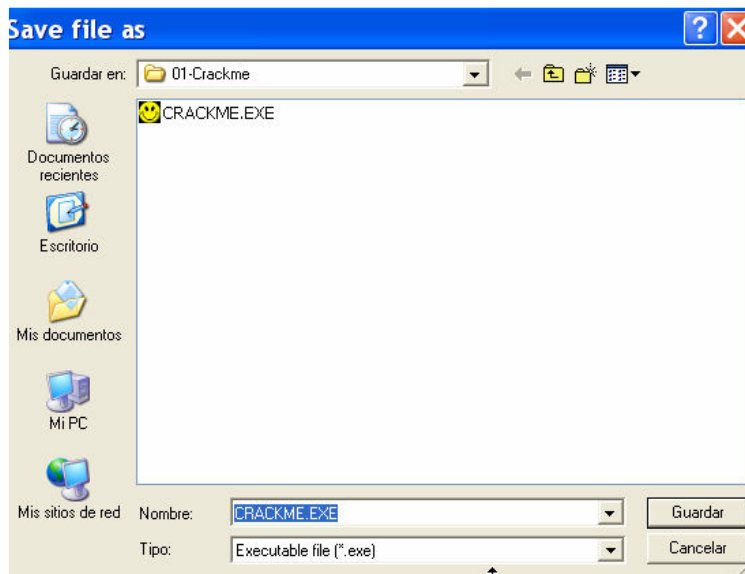 Save file as
Guardar en: 01-Crackme
CRACKME.EXE
Documentos
recientes
Escritorio
Mis documentos
Mi PC
Mis sitios de red
Nombre: CRACKME.EXE Guardar
Tipo: Executable file (*.exe) Cancelar